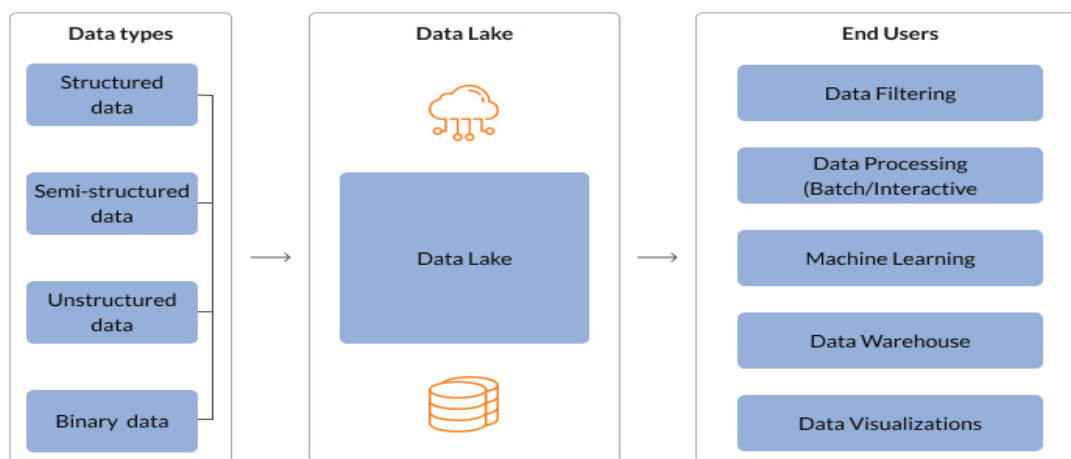 Data types
Structured
data
Semi-structured
data
Unstructured
data
Binary data
Data Lake
Data Lake
End Users
Data Filtering
Data Processing
(Batch/Interactive
Machine Learning
Data Warehouse
Data Visualizations